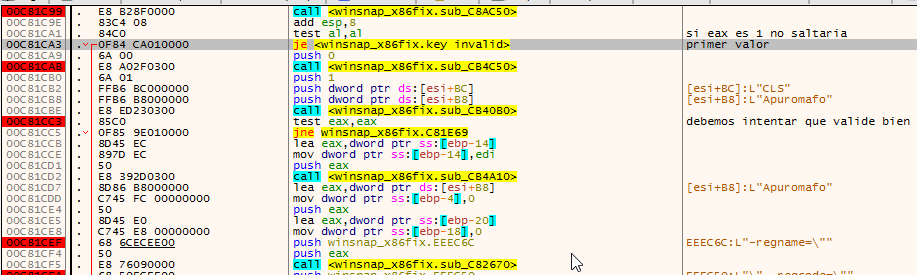 00C81C99 . E8 B28F0000 call <winsnap_x86fix.sub_C8AC50>
00C81C9E . 83C4 08 add esp,8
00C81CA1 . 84C0 test al,al si eax es 1 no saltaria
00C81CA3 . 0F84 CA010000 je <winsnap_x86fix.key invalid> primer valor
00C81CA9 . 6A 00 push 0
00C81CAB . E8 A02F0300 call <winsnap_x86fix.sub_CB4C50>
00C81CB0 . 6A 01 push 1
00C81CB2 . FFB6 BC000000 push dword ptr ds:[esi+BC] [esi+BC]:L"CLS"
00C81CB8 . FFB6 B8000000 push dword ptr ds:[esi+B8] [esi+B8]:L"Apuromafo"
00C81CBE . E8 ED230300 call <winsnap_x86fix.sub_CB40B0>
00C81CC3 . 85C0 test eax,eax debemos intentar que valide bien
00C81CC5 . 0F85 9E010000 jne winsnap_x86fix.C81E69
00C81CCB . 8D45 EC lea eax,dword ptr ss:[ebp-14]
00C81CCE . 897D EC mov dword ptr ss:[ebp-14],edi
00C81CD1 . 50 push eax
00C81CD2 . E8 392D0300 call <winsnap_x86fix.sub_CB4A10>
00C81CD7 . 8D86 B8000000 lea eax,dword ptr ds:[esi+B8] [esi+B8]:L"Apuromafo"
00C81CDD . C745 FC 00000000 mov dword ptr ss:[ebp-4],0
00C81CE4 . 50 push eax
00C81CE5 . 8D45 E0 lea eax,dword ptr ss:[ebp-20]
00C81CE8 . C745 E8 00000000 mov dword ptr ss:[ebp-18],0
00C81CEF . 68 6CECEE00 push winsnap_x86fix.EEEC6C EEEC6C:L"-regname=\""
00C81CF4 . 50 push eax
00C81CF5 . E8 76090000 call <winsnap_x86fix.sub_C82670>